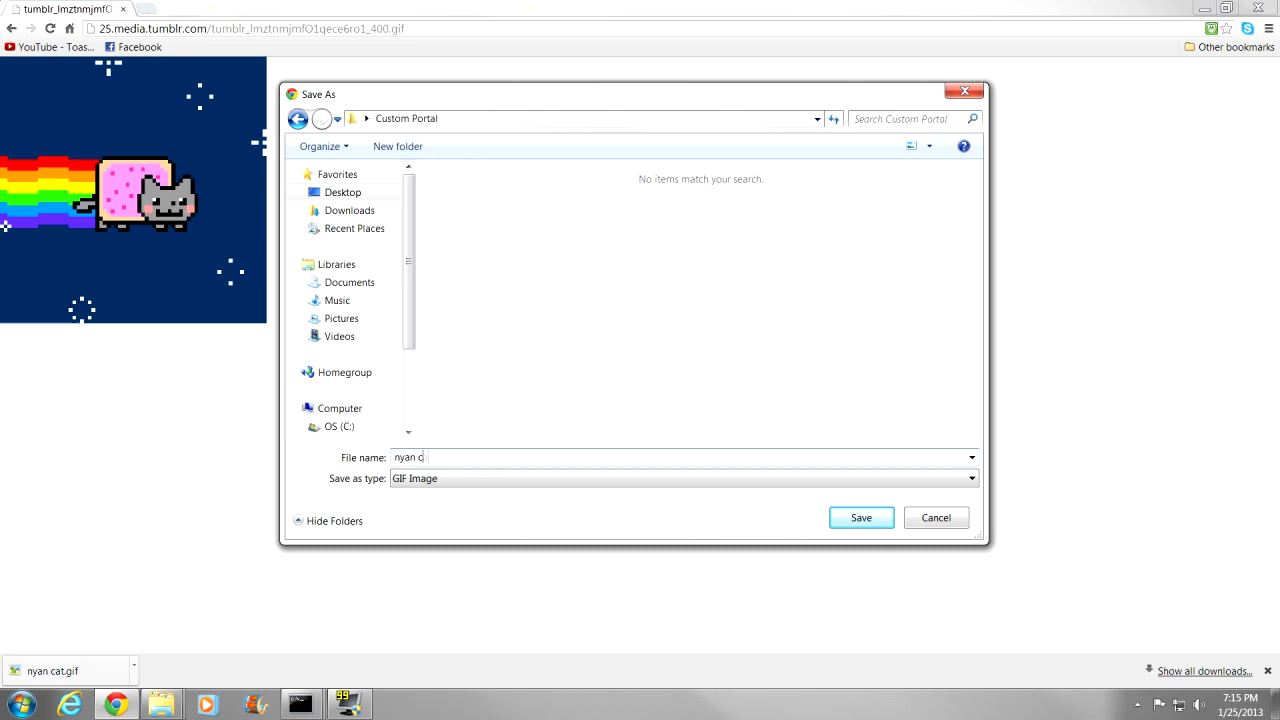 tumblr_lmztnmjmfO
25.media.tumblr.com/tumblr_lmztnmjmfO1qece6ro1_400.gif
YouTube - Toas...
Facebook
Other bookmarks
Save As
Custom Portal
Search Custom Portal
Organize
New folder
Favorites
No items match your search.
Desktop
Downloads
Recent Places
Libraries
Documents
Music
Pictures
Videos
Homegroup
Computer
OS (C:)
File name: nyan c
Save as type: GIF Image
Hide Folders
Save
Cancel
nyan cat.gif
Show all downloads...
99
7:15 PM
1/25/2013